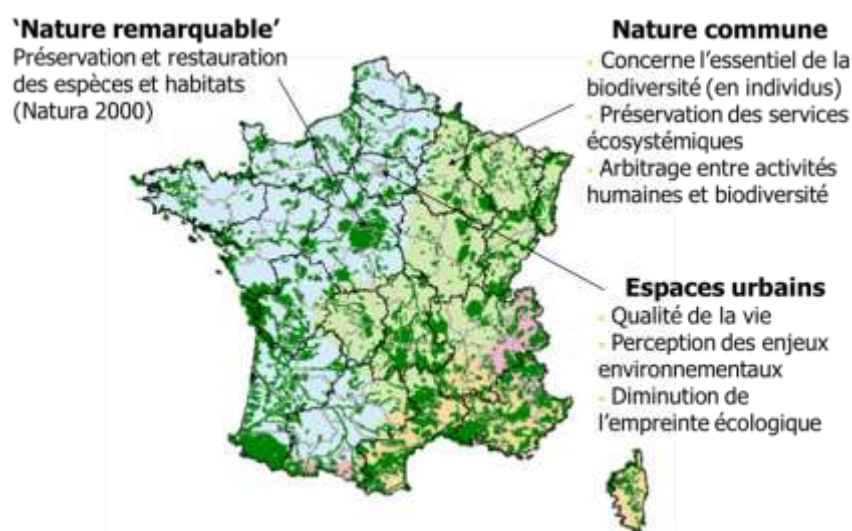 ‘Nature remarquable’
Préservation et restauration
des espèces et habitats
(Natura 2000)
Nature commune
- Concerne l’essentiel de la
biodiversité (en individus)
- Préservation des services
écosystémiques
- Arbitrage entre activités
humaines et biodiversité
Espaces urbains
- Qualité de la vie
- Perception des enjeux
environnementaux
- Diminution de
l’empreinte écologique